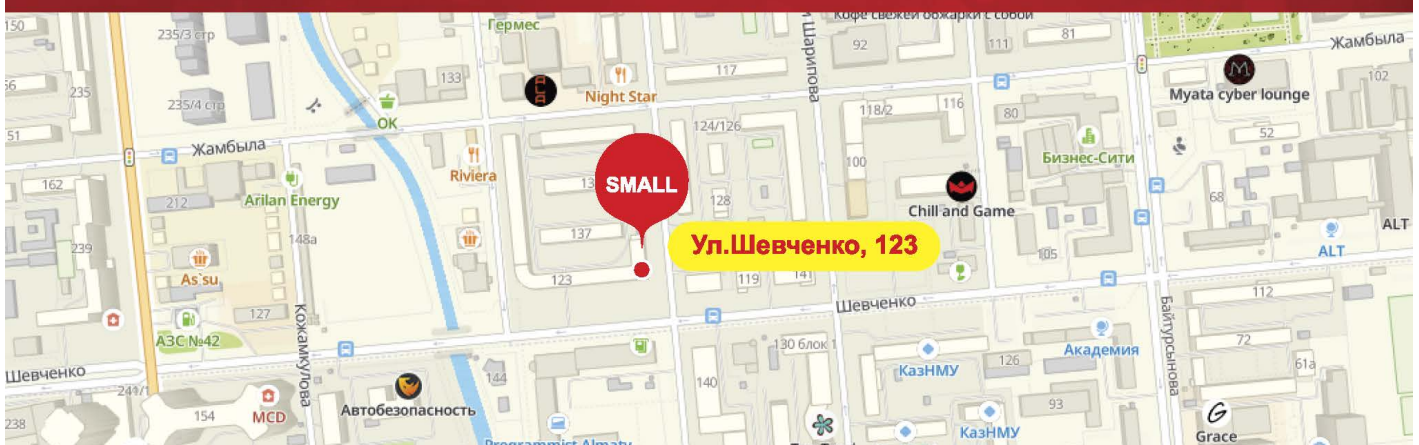 150
235/3 стр
Гермес
Кофе свежей обжарки с собой
и Шарипова
92
111
81
Жамбыла
133
117
102
Night Star
Myata cyber lounge
235
235/4 стр
OK
118/2
116
80
51
124/126
52
Жамбыла
Бизнес-Сити
Riviera
100
162
212
Arilan Energy
SMALL
128
68
Chill and Game
148а
137
Ул.Шевченко, 123
239
105
ALT
ALT
As'su
123
119
141
127
Кожамкулова
Шевченко
112
АЗС №42
Байтурсынова
130 блок 1
72
Академия
КазНМУ
126
61а
Шевченко
241/1
144
140
154
MCD
Автобезопасность
93
238
КазНМУ
Grace
Programmist Almaty